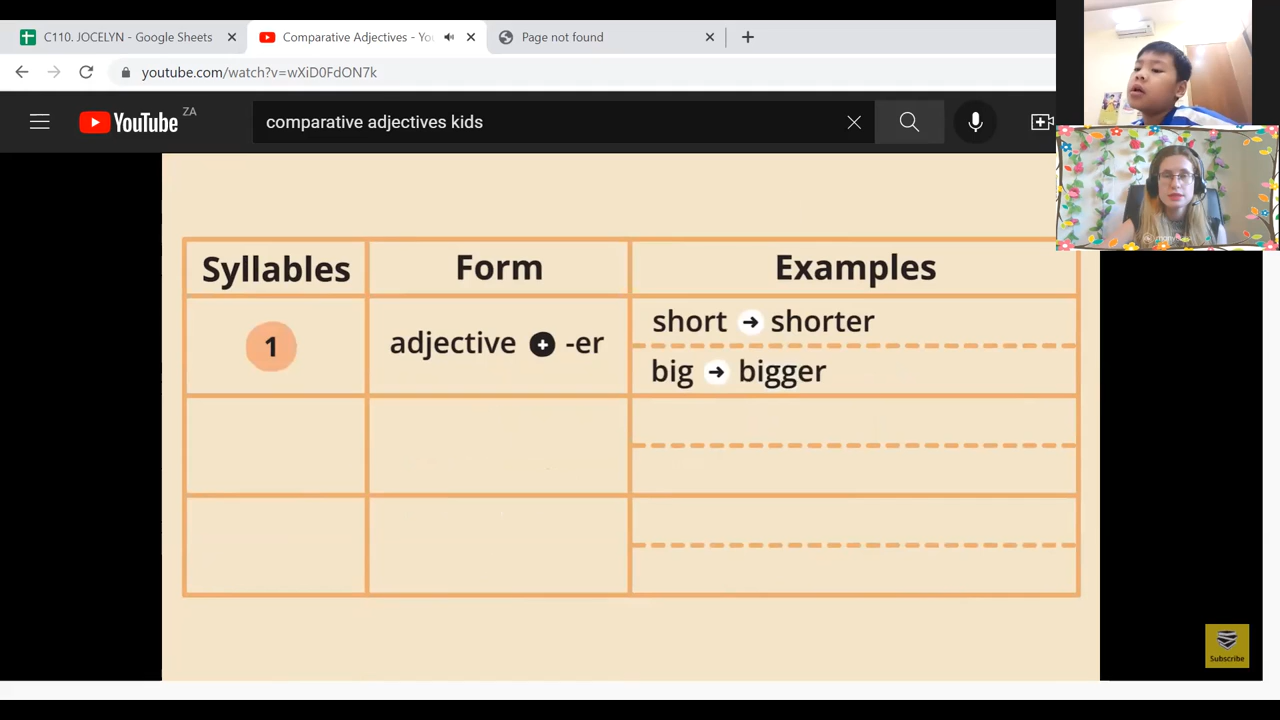 C110. JOCELYN - Google Sheets
Comparative Adjectives - Yo
Page not found
youtube.com/watch?v=wXiD0FdON7k
YouTube ZA
comparative adjectives kids
Syllables Form Examples
1 adjective + -er short → shorter
big → bigger
Subscribe